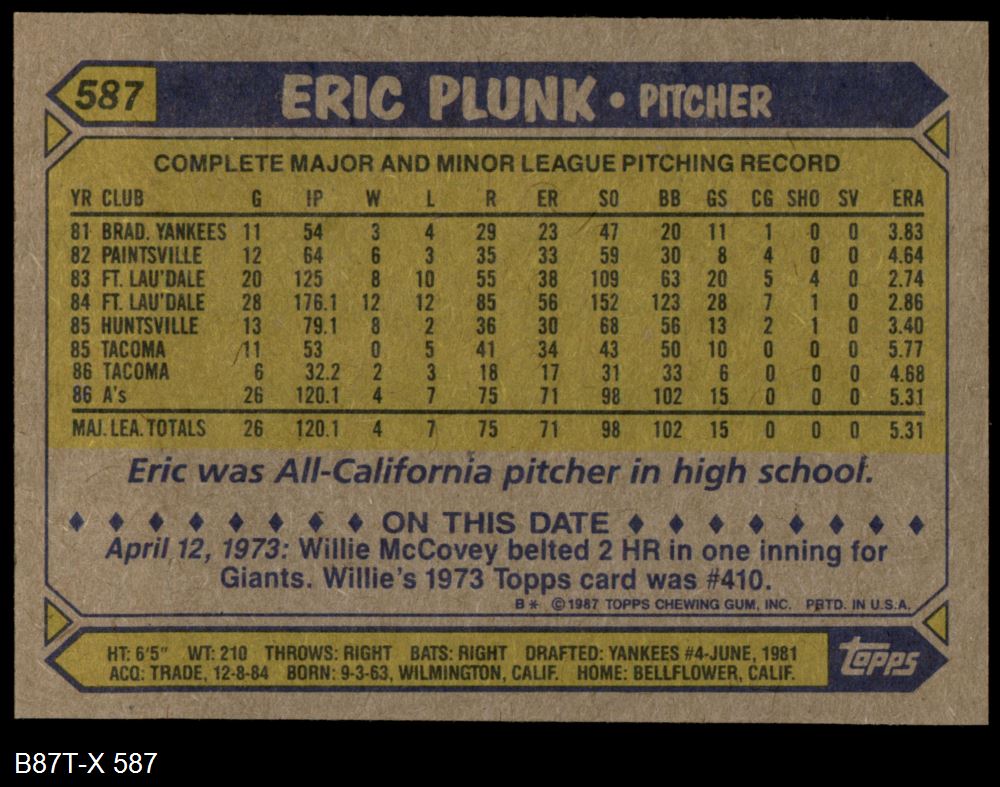 587 ERIC PLUNK • PITCHER
COMPLETE MAJOR AND MINOR LEAGUE PITCHING RECORD
YR CLUB G IP W L R ER SO BB GS CG SHO SV ERA
81 BRAD. YANKEES 11 54 3 4 29 23 47 20 11 1 0 0 3.83
82 PAINTSVILLE 12 64 6 3 35 33 59 30 8 4 0 0 4.64
83 FT. LAU'DALE 20 125 8 10 55 38 109 63 20 5 4 0 2.74
84 FT. LAU'DALE 28 176.1 12 12 85 56 152 123 28 7 1 0 2.86
85 HUNTSVILLE 13 79.1 8 2 36 30 68 56 13 2 1 0 3.40
85 TACOMA 11 53 0 5 41 34 43 50 10 0 0 0 5.77
86 TACOMA 6 32.2 2 3 18 17 31 33 6 0 0 0 4.68
86 A's 26 120.1 4 7 75 71 98 102 15 0 0 0 5.31
MAJ. LEA. TOTALS 26 120.1 4 7 75 71 98 102 15 0 0 0 5.31
Eric was All-California pitcher in high school.
♦ ♦ ♦ ♦ ♦ ♦ ♦ ♦ ON THIS DATE ♦ ♦ ♦ ♦ ♦ ♦ ♦ ♦
April 12, 1973: Willie McCovey belted 2 HR in one inning for
Giants. Willie's 1973 Topps card was #410.
B* ©1987 TOPPS CHEWING GUM, INC. PRTD. IN U.S.A.
HT: 6'5" WT: 210 THROWS: RIGHT BATS: RIGHT DRAFTED: YANKEES #4-JUNE, 1981
ACQ: TRADE, 12-8-84 BORN: 9-3-63, WILMINGTON, CALIF. HOME: BELLFLOWER, CALIF.
topps
B87T-X 587